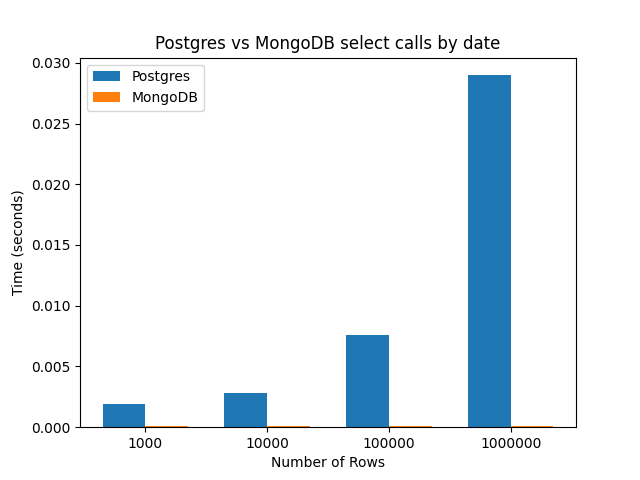 Postgres vs MongoDB select calls by date
Postgres
MongoDB
0.030
0.025
0.020
0.015
0.010
0.005
0.000
Time (seconds)
1000 10000 100000 1000000
Number of Rows